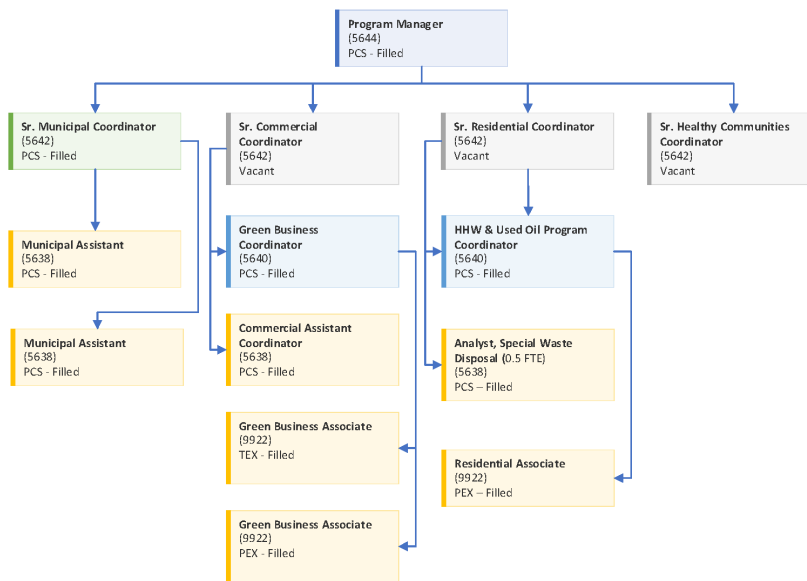 Program Manager
(5644)
PCS - Filled
Sr. Municipal Coordinator
(5642)
PCS - Filled
Sr. Commercial
Coordinator
(5642)
Vacant
Sr. Residential Coordinator
(5642)
Vacant
Sr. Healthy Communities
Coordinator
(5642)
Vacant
Municipal Assistant
(5638)
PCS - Filled
Green Business
Coordinator
(5640)
PCS - Filled
HHW & Used Oil Program
Coordinator
(5640)
PCS - Filled
Municipal Assistant
(5638)
PCS - Filled
Commercial Assistant
Coordinator
(5638)
PCS - Filled
Analyst, Special Waste
Disposal (0.5 FTE)
(5638)
PCS – Filled
Green Business Associate
(9922)
TEX - Filled
Residential Associate
(9922)
PEX – Filled
Green Business Associate
(9922)
PEX - Filled